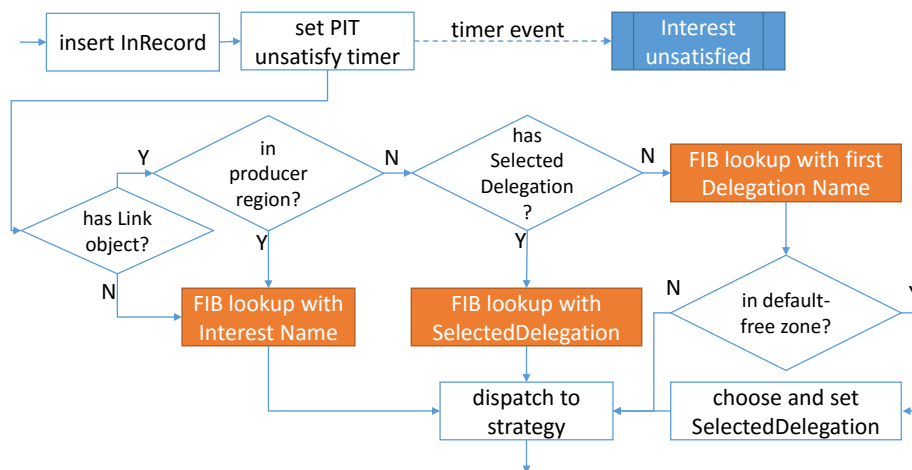 insert InRecord
set PIT
unsatisfy timer
timer event
Interest
unsatisfied
has Link
object?
Y
N
in
producer
region?
N
Y
has
Selected
Delegation
?
N
Y
FIB lookup with first
Delegation Name
FIB lookup with
Interest Name
FIB lookup with
SelectedDelegation
in default-
free zone?
N
Y
dispatch to
strategy
choose and set
SelectedDelegation